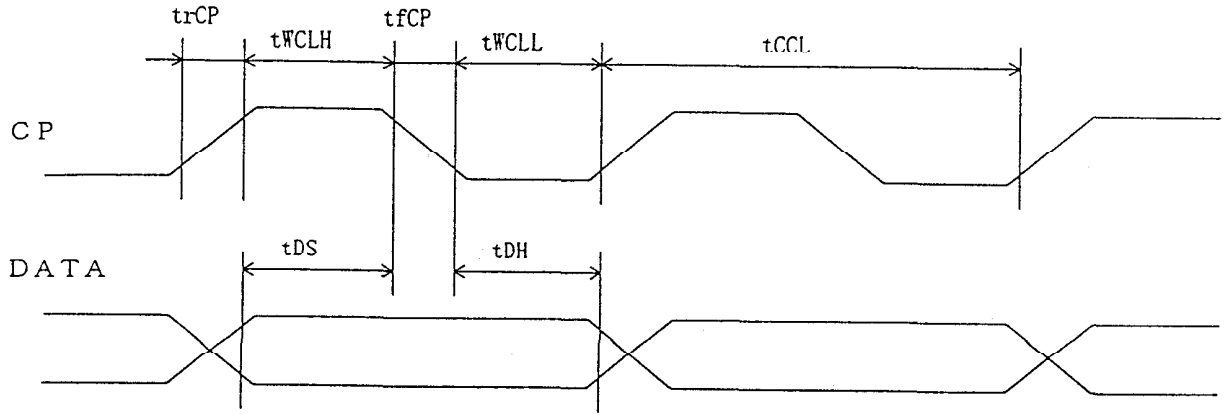 trCP tfCP
tWCLH tWCLL tCCL
CP
tDS tDH
DATA